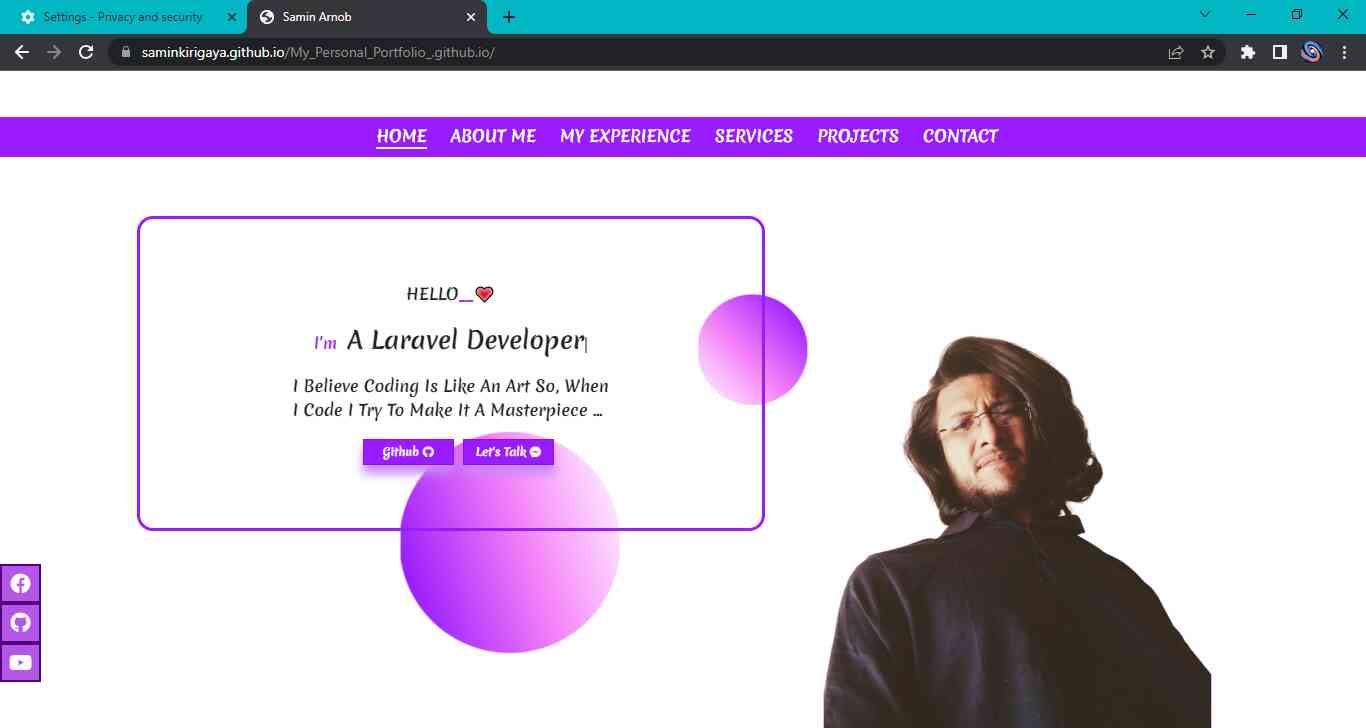 Settings - Privacy and security
Samin Arnob
saminkirigaya.github.io/My_Personal_Portfolio_.github.io/
HOME ABOUT ME MY EXPERIENCE SERVICES PROJECTS CONTACT
HELLO__
I'm A Laravel Developer|
I Believe Coding Is Like An Art So, When
I Code I Try To Make It A Masterpiece ...
Github Let's Talk